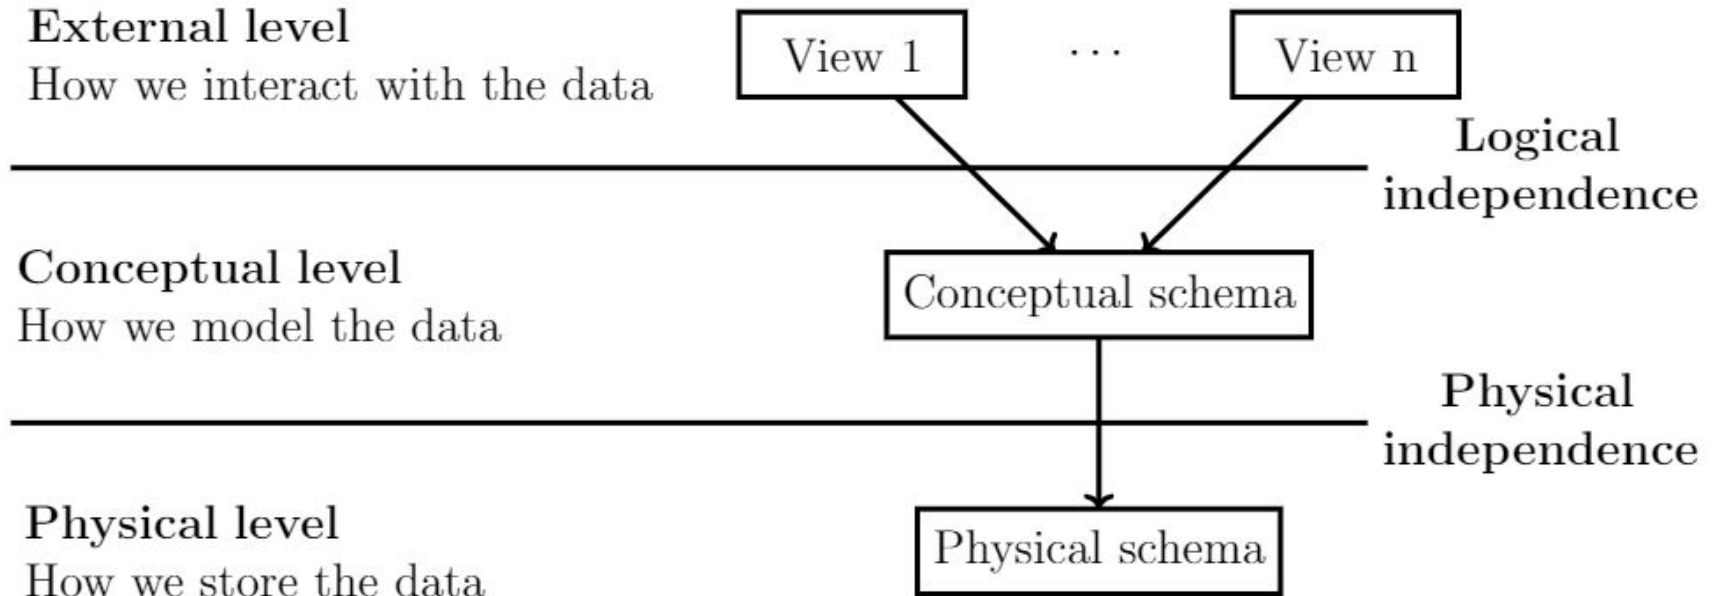 External level
How we interact with the data
View 1
...
View n
Logical
independence
Conceptual level
How we model the data
Conceptual schema
Physical
independence
Physical level
How we store the data
Physical schema